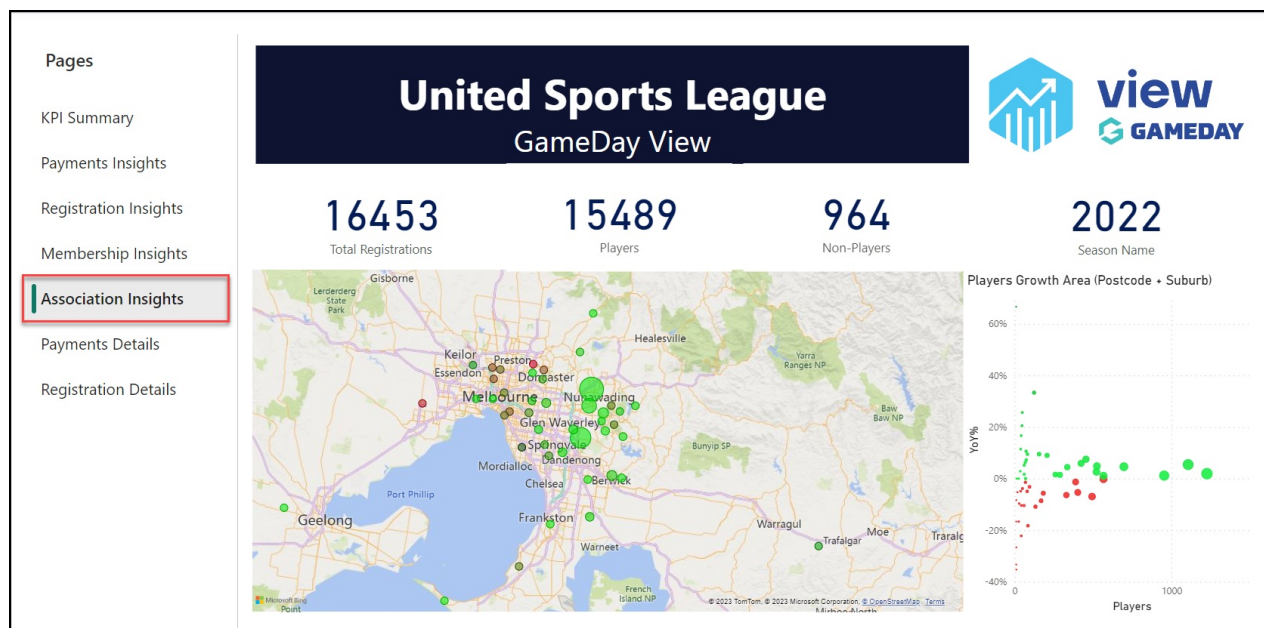 Pages
KPI Summary
Payments Insights
Registration Insights
Membership Insights
Association Insights
Payments Details
Registration Details
United Sports League
GameDay View
view
GAMEDAY
16453
Total Registrations
15489
Players
964
Non-Players
2022
Season Name
Gisborne
Lerderderg
State
Park
Healesville
Keilor
Preston
Yarra
Ranges NP
Essendon
Doncaster
Melbourne
Nunawading
Baw
Baw NP
Glen Waverley
Springvale
Bunyip SP
Mordialloc
Dandenong
Chelsea
Berwick
Port Phillip
Geelong
Frankston
Warragul
Moe
Trafalgar
Traralg
Warneet
French
Island NP
Microsoft Bing
Point
© 2023 TomTom, © 2023 Microsoft Corporation, © OpenStreetMap Terms
Players Growth Area (Postcode + Suburb)
60%
40%
20%
0%
-20%
-40%
YoY%
0
1000
Players